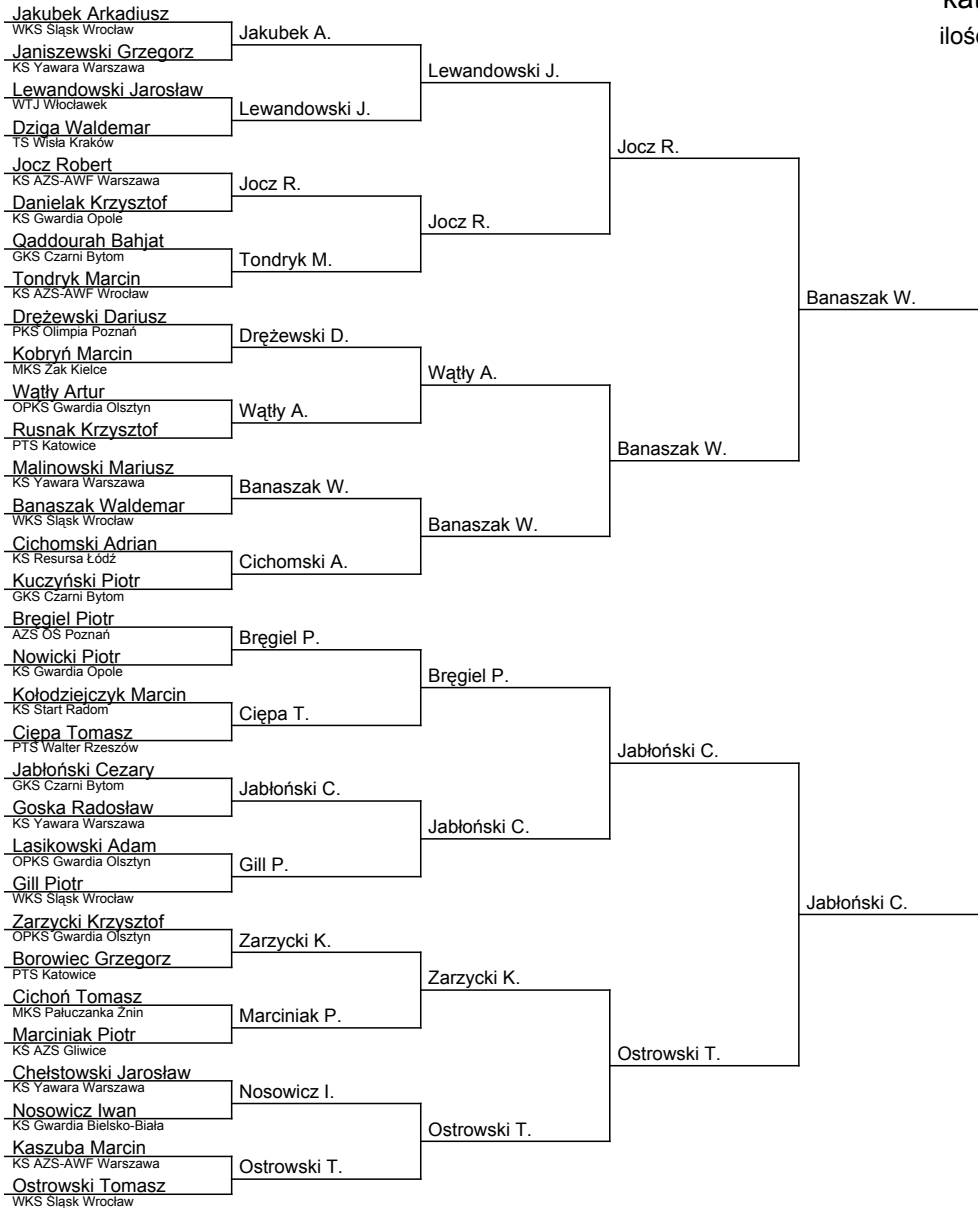 kat
ilość
Jakubek Arkadiusz
WKS Śląsk Wrocław
Janiszewski Grzegorz
KS Yawara Warszawa
Lewandowski Jarosław
WTJ Włocławek
Dziga Waldemar
TS Wisła Kraków
Jocz Robert
KS AZS-AWF Warszawa
Danielak Krzysztof
KS Gwardia Opole
Qaddourah Bahjat
GKS Czarni Bytom
Tondryk Marcin
KS AZS-AWF Wrocław
Drężewski Dariusz
PKS Olimpia Poznań
Kobryń Marcin
MKS Żak Kielce
Wątły Artur
OPKS Gwardia Olsztyn
Rusnak Krzysztof
PTS Katowice
Malinowski Mariusz
KS Yawara Warszawa
Banaszak Waldemar
WKS Śląsk Wrocław
Cichomski Adrian
KS Resursa Łódź
Kuczyński Piotr
GKS Czarni Bytom
Bręgiel Piotr
AZS OŚ Poznań
Nowicki Piotr
KS Gwardia Opole
Kołodziejczyk Marcin
KS Start Radom
Ciępa Tomasz
PTS Walter Rzeszów
Jabłoński Cezary
GKS Czarni Bytom
Goska Radosław
KS Yawara Warszawa
Lasikowski Adam
OPKS Gwardia Olsztyn
Gill Piotr
WKS Śląsk Wrocław
Zarzycki Krzysztof
OPKS Gwardia Olsztyn
Borowiec Grzegorz
PTS Katowice
Cichoń Tomasz
MKS Pałuczanka Żnin
Marciniak Piotr
KS AZS Gliwice
Chełstowski Jarosław
KS Yawara Warszawa
Nosowicz Iwan
KS Gwardia Bielsko-Biała
Kaszuba Marcin
KS AZS-AWF Warszawa
Ostrowski Tomasz
WKS Śląsk Wrocław
Jakubek A.
Lewandowski J.
Jocz R.
Tondryk M.
Drężewski D.
Wątły A.
Banaszak W.
Cichomski A.
Bręgiel P.
Ciępa T.
Jabłoński C.
Gill P.
Zarzycki K.
Marciniak P.
Nosowicz I.
Ostrowski T.
Lewandowski J.
Jocz R.
Wątły A.
Banaszak W.
Bręgiel P.
Jabłoński C.
Zarzycki K.
Ostrowski T.
Jocz R.
Banaszak W.
Jabłoński C.
Ostrowski T.
Banaszak W.
Jabłoński C.